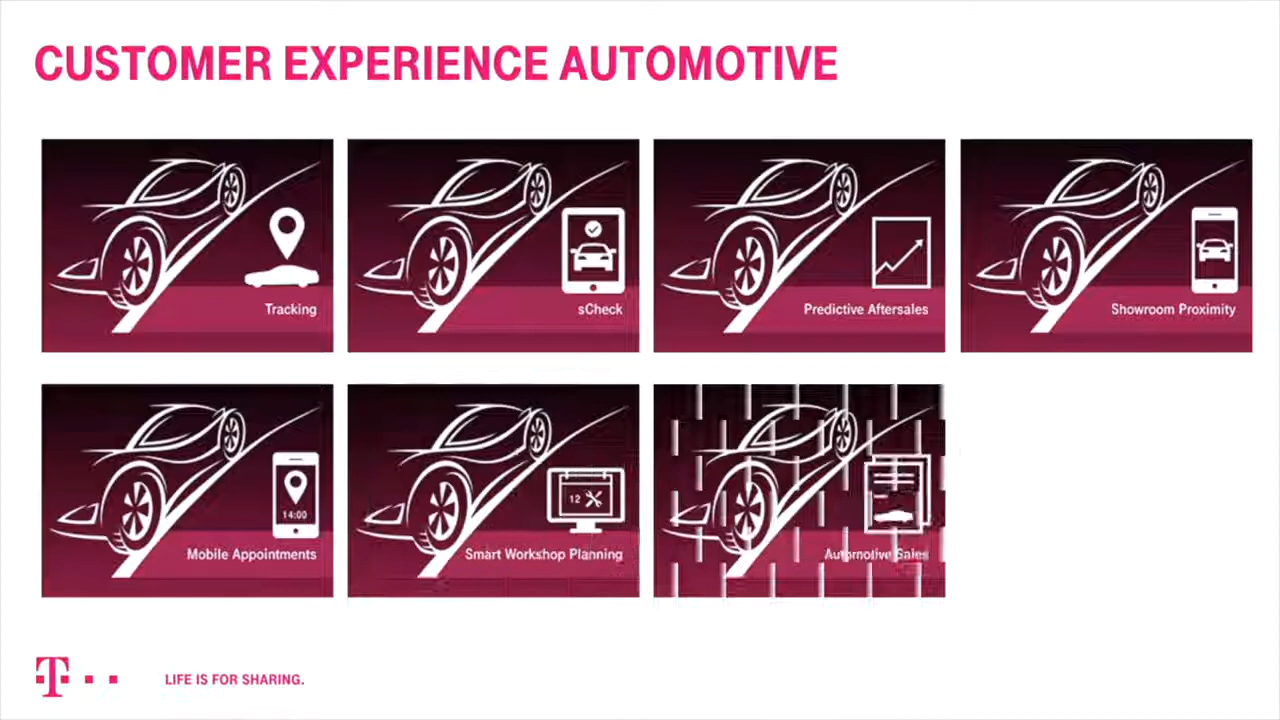 CUSTOMER EXPERIENCE AUTOMOTIVE
Tracking
sCheck
Predictive Aftersales
Showroom Proximity
14:00
Mobile Appointments
12
Smart Workshop Planning
Automotive Sales
T
LIFE IS FOR SHARING.